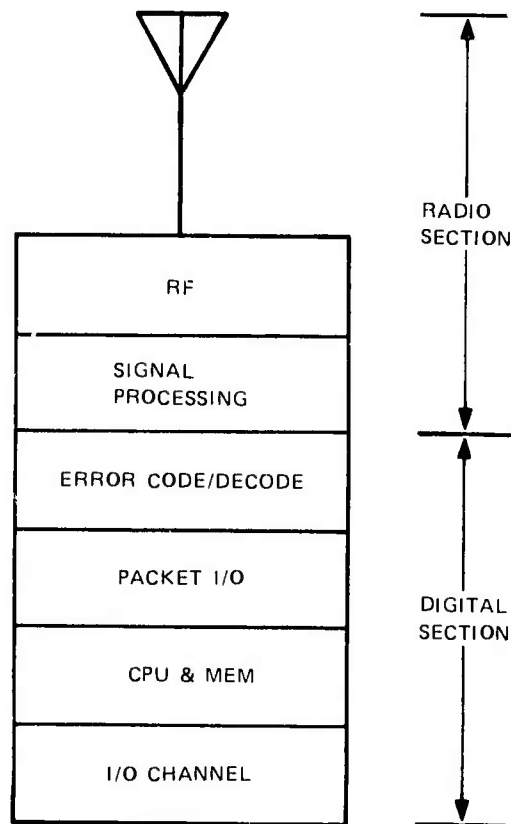 RADIO
SECTION
RF
SIGNAL
PROCESSING
ERROR CODE/DECODE
PACKET I/O
CPU & MEM
I/O CHANNEL
DIGITAL
SECTION